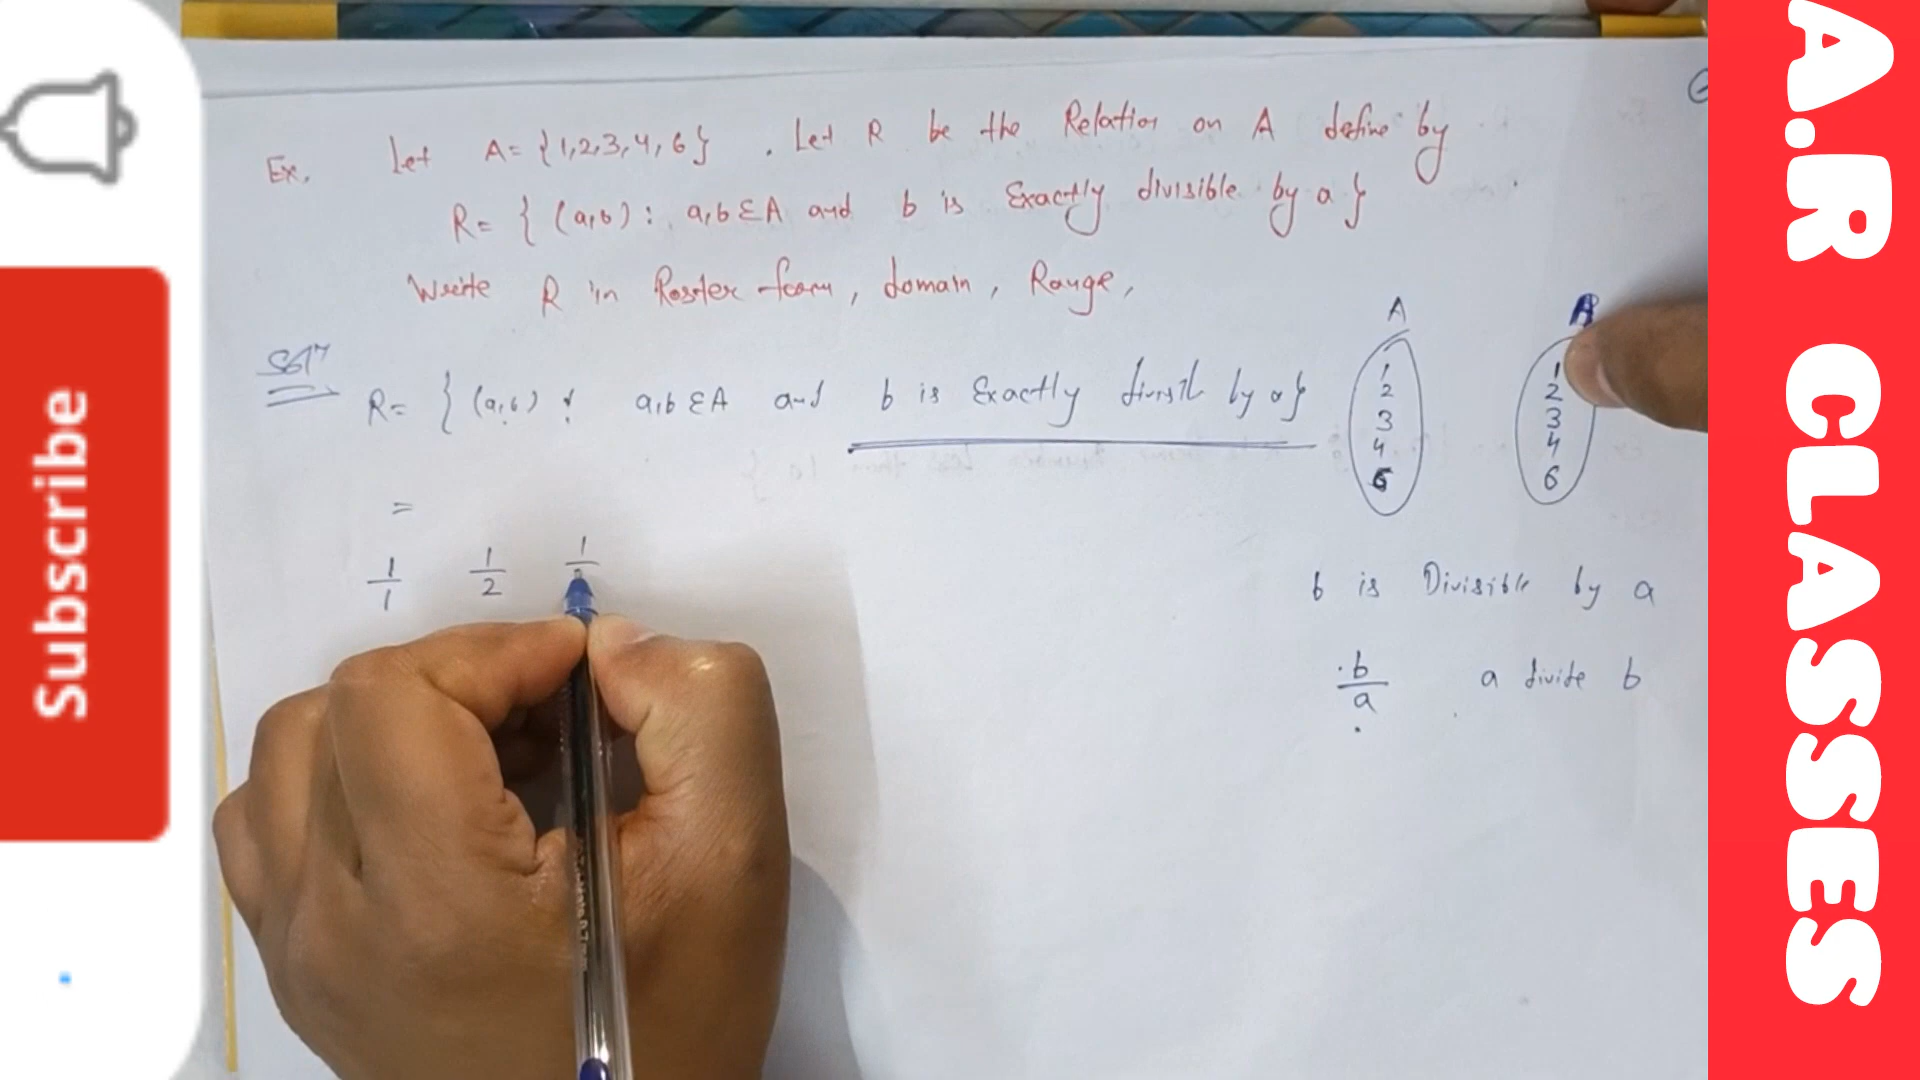 Ex. Let A = {1,2,3,4,6} . Let R be the Relation on A define by
R = { (a,b) : a,b ε A and b is Exactly divisible by a }
Write R in Roster form, domain, Range,
Solⁿ
R = { (a,b) : a,b ε A and b is Exactly divisible by a }
A
1
2
3
4
6
1
2
3
4
6
=
1/1 1/2
b is Divisible by a
b/a a divide b
Subscribe
A.R CLASSES